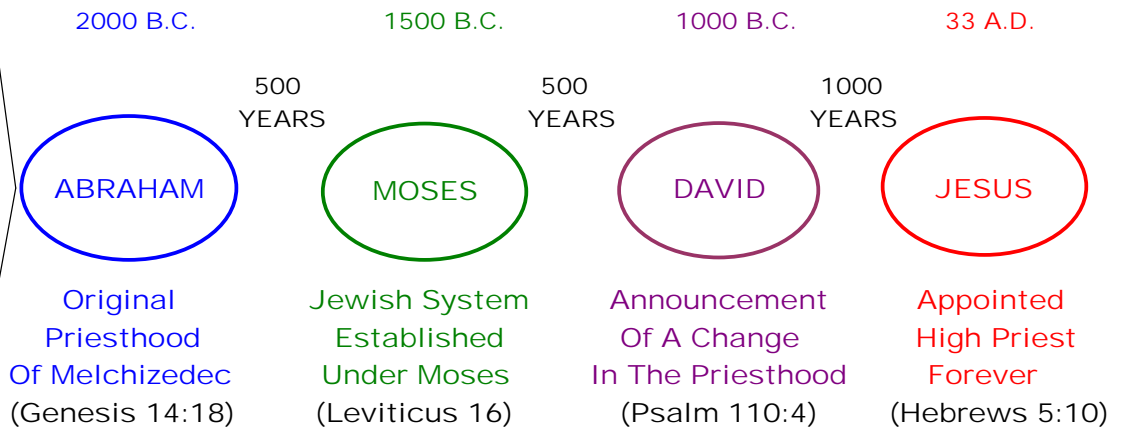 2000 B.C.
1500 B.C.
1000 B.C.
33 A.D.
500
YEARS
500
YEARS
1000
YEARS
ABRAHAM
MOSES
DAVID
JESUS
Original
Priesthood
Of Melchizedec
(Genesis 14:18)
Jewish System
Established
Under Moses
(Leviticus 16)
Announcement
Of A Change
In The Priesthood
(Psalm 110:4)
Appointed
High Priest
Forever
(Hebrews 5:10)